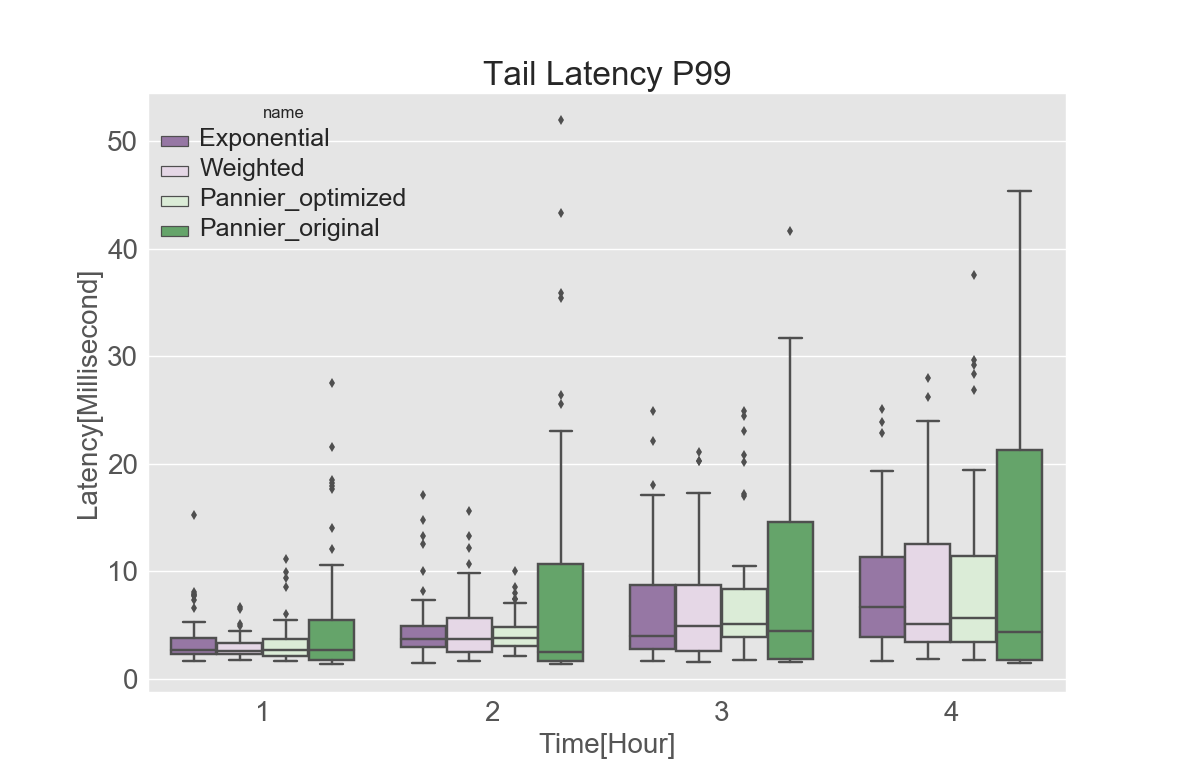 Tail Latency P99
name
Exponential
Weighted
Pannier_optimized
Pannier_original
50
40
30
20
10
0
Latency[Millisecond]
1 2 3 4
Time[Hour]